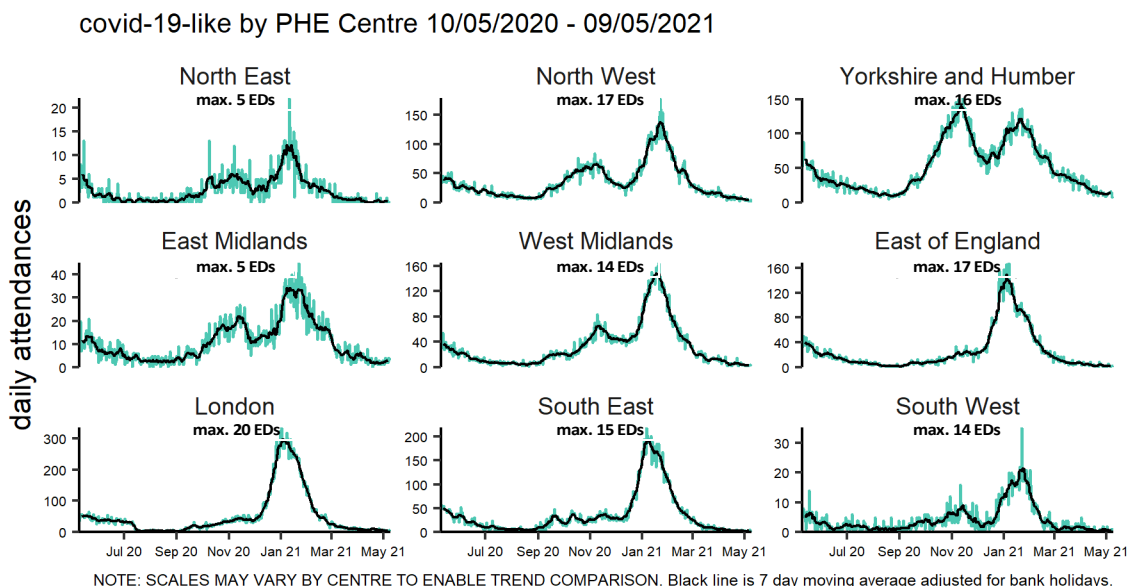 covid-19-like by PHE Centre 10/05/2020 - 09/05/2021
North East
max. 5 EDs
20
15
10
5
0
North West
max. 17 EDs
150
100
50
0
Yorkshire and Humber
max. 16 EDs
150
100
50
0
daily attendances
East Midlands
max. 5 EDs
40
30
20
10
0
West Midlands
max. 14 EDs
160
120
80
40
0
East of England
max. 17 EDs
160
120
80
40
0
London
max. 20 EDs
300
200
100
0
South East
max. 15 EDs
200
150
100
50
0
South West
max. 14 EDs
30
20
10
0
Jul 20 Sep 20 Nov 20 Jan 21 Mar 21 May 21
Jul 20 Sep 20 Nov 20 Jan 21 Mar 21 May 21
Jul 20 Sep 20 Nov 20 Jan 21 Mar 21 May 21
NOTE: SCALES MAY VARY BY CENTRE TO ENABLE TREND COMPARISON. Black line is 7 day moving average adjusted for bank holidays.